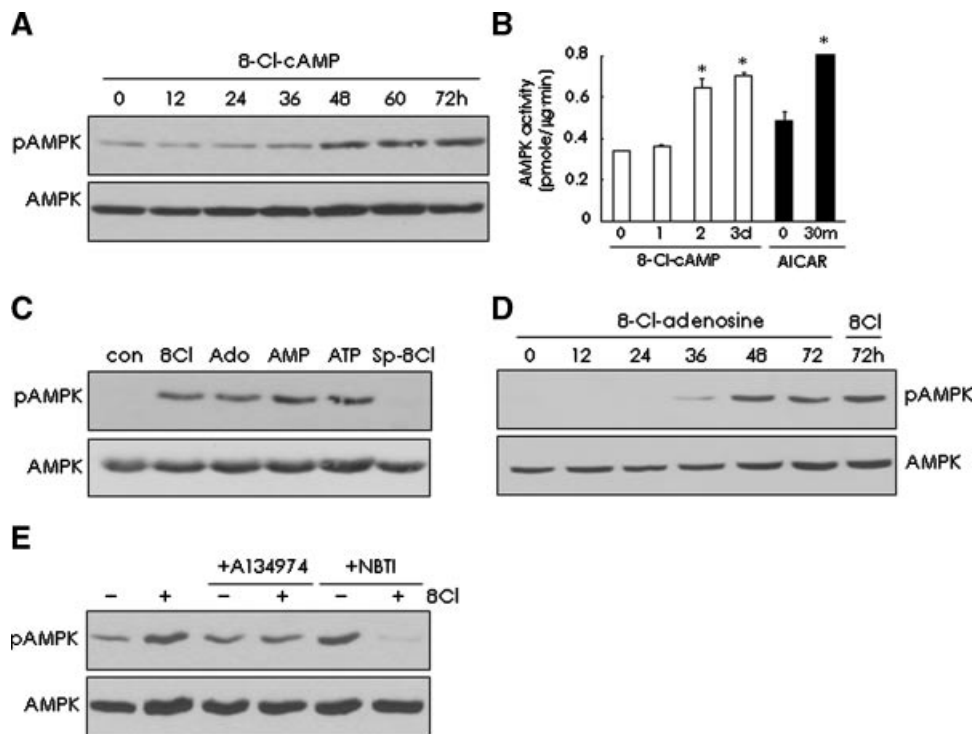 A
8-Cl-cAMP
0 12 24 36 48 60 72h
pAMPK
AMPK
B
AMPK activity
(pmole/µg·min)
0.8
0.6
0.4
0.2
0
* * *
0 1 2 3d 0 30m
8-Cl-cAMP AICAR
C
con 8Cl Ado AMP ATP Sp-8Cl
pAMPK
AMPK
D
8-Cl-adenosine 8Cl
0 12 24 36 48 72 72h
pAMPK
AMPK
E
+A134974 +NBTI
– + – + – + 8Cl
pAMPK
AMPK